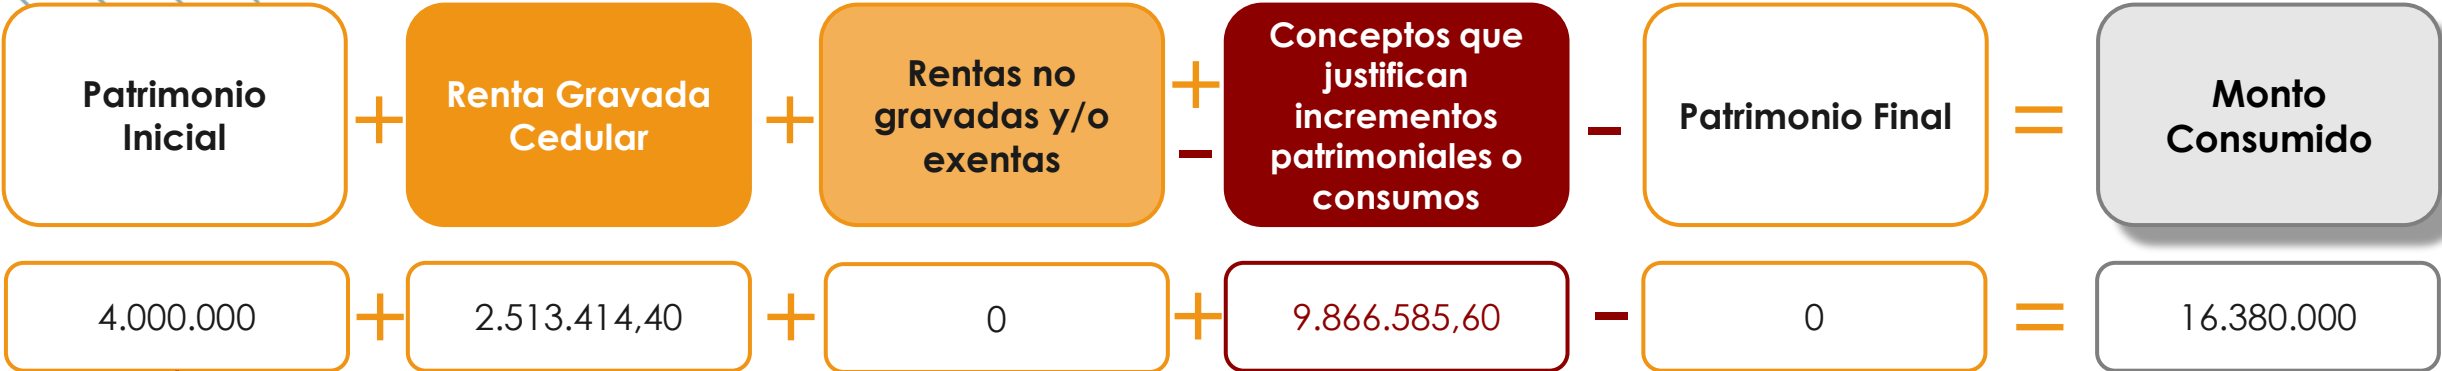 Patrimonio
Inicial
+
Renta Gravada
Cedular
+
Rentas no
gravadas y/o
exentas
+
−
Conceptos que
justifican
incrementos
patrimoniales o
consumos
−
Patrimonio Final
=
Monto
Consumido
4.000.000 + 2.513.414,40 + 0 + 9.866.585,60 − 0 = 16.380.000